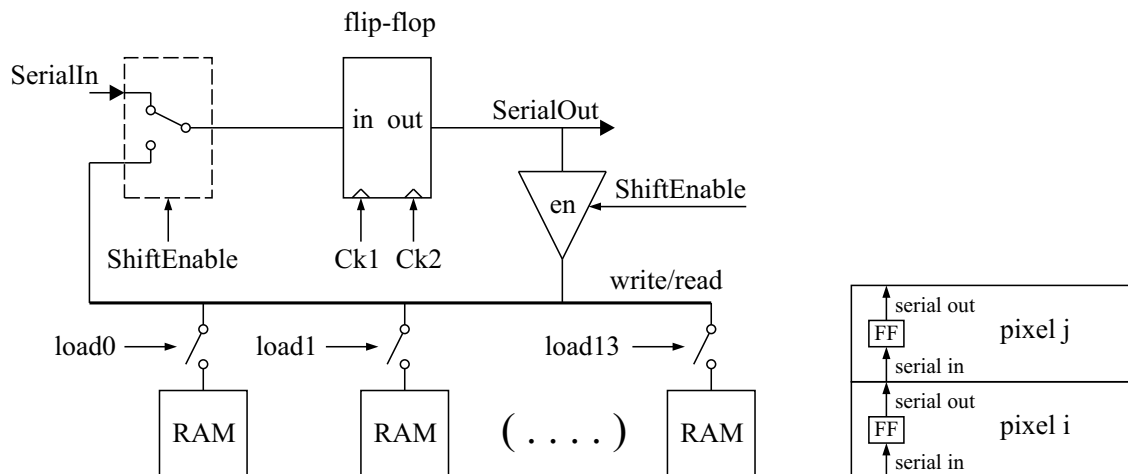 flip-flop
SerialIn
in out
SerialOut
en
ShiftEnable
ShiftEnable
Ck1
Ck2
write/read
load0
load1
load13
RAM
RAM
(....)
RAM
serial out
FF
pixel j
serial in
serial out
FF
pixel i
serial in